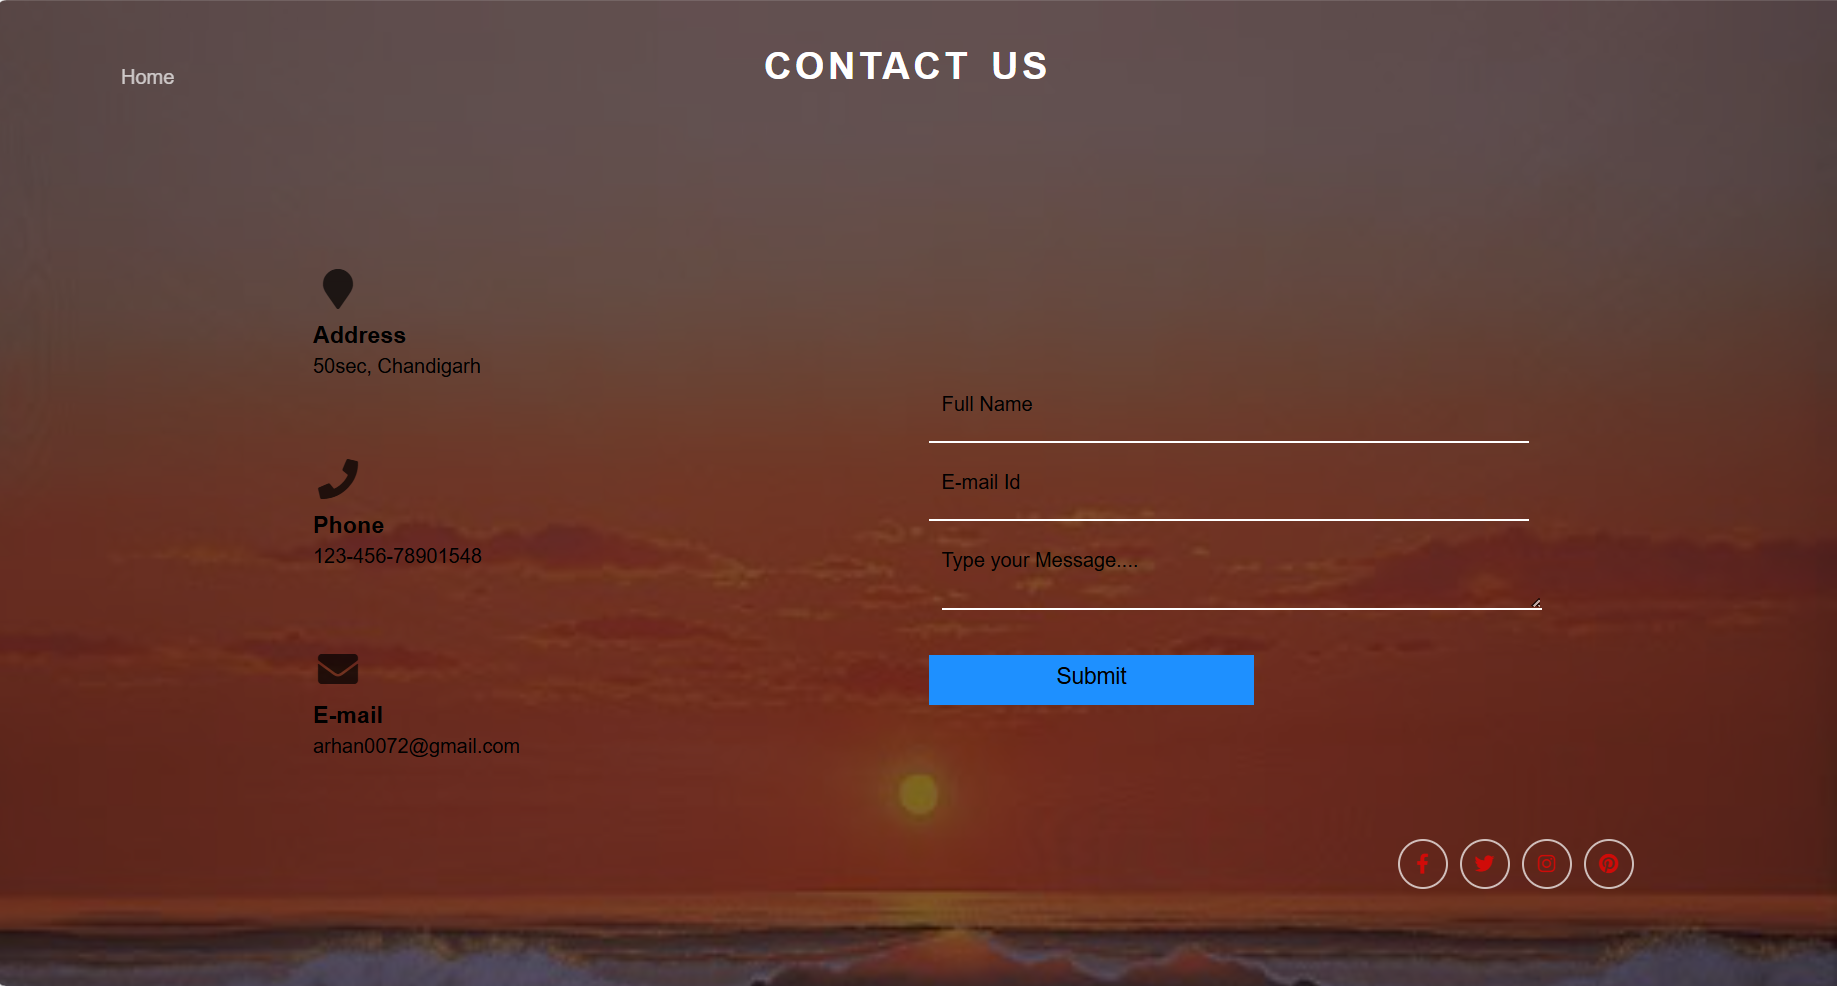 Home
CONTACT US
Address
50sec, Chandigarh
Phone
123-456-78901548
E-mail
arhan0072@gmail.com
Full Name
E-mail Id
Type your Message....
Submit